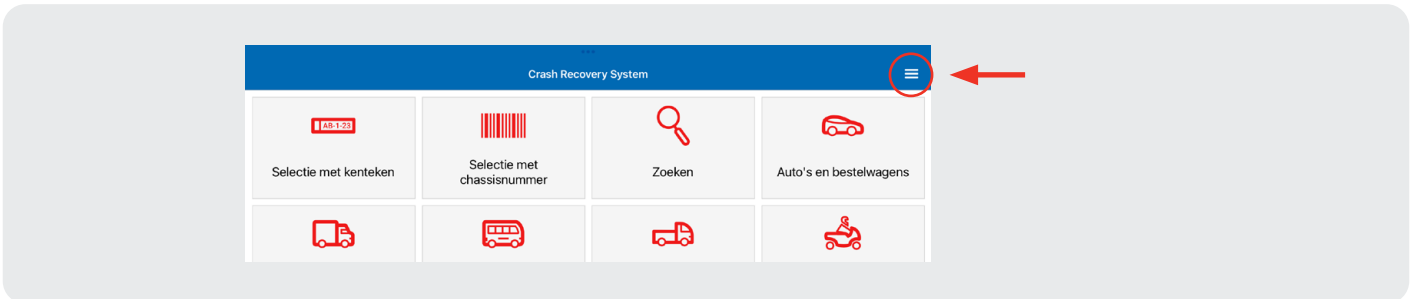 Crash Recovery System
AB-1-23
Selectie met kenteken
Selectie met
chassisnummer
Zoeken
Auto's en bestelwagens